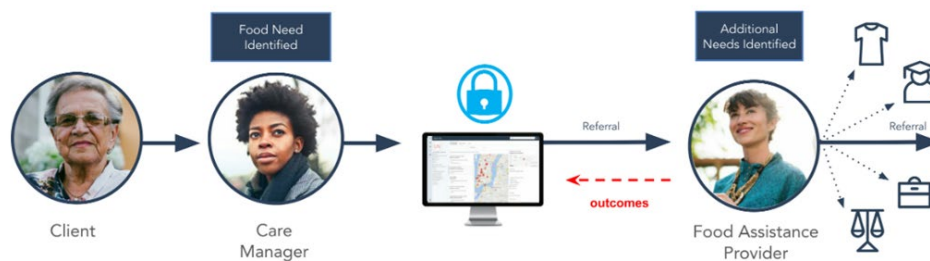 Food Need
Identified
Additional
Needs Identified
Referral
Referral
outcomes
Client
Care
Manager
Food Assistance
Provider